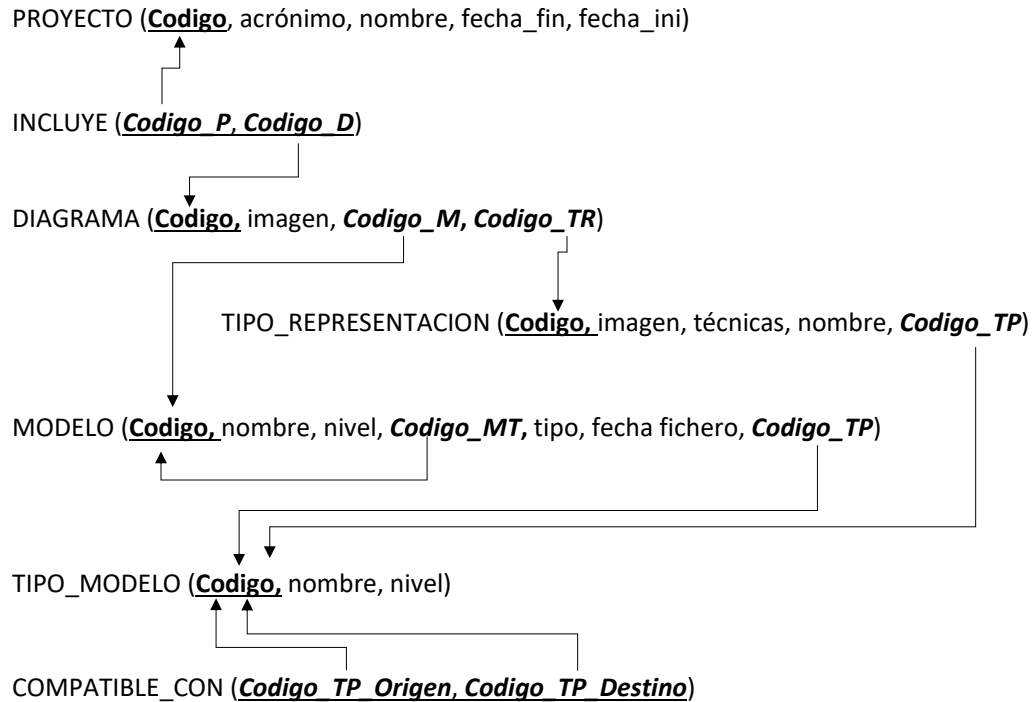 PROYECTO (Codigo, acrónimo, nombre, fecha_fin, fecha_ini)
INCLUYE (Codigo_P, Codigo_D)
DIAGRAMA (Codigo, imagen, Codigo_M, Codigo_TR)
TIPO_REPRESENTACION (Codigo, imagen, técnicas, nombre, Codigo_TP)
MODELO (Codigo, nombre, nivel, Codigo_MT, tipo, fecha fichero, Codigo_TP)
TIPO_MODELO (Codigo, nombre, nivel)
COMPATIBLE_CON (Codigo_TP_Origen, Codigo_TP_Destino)